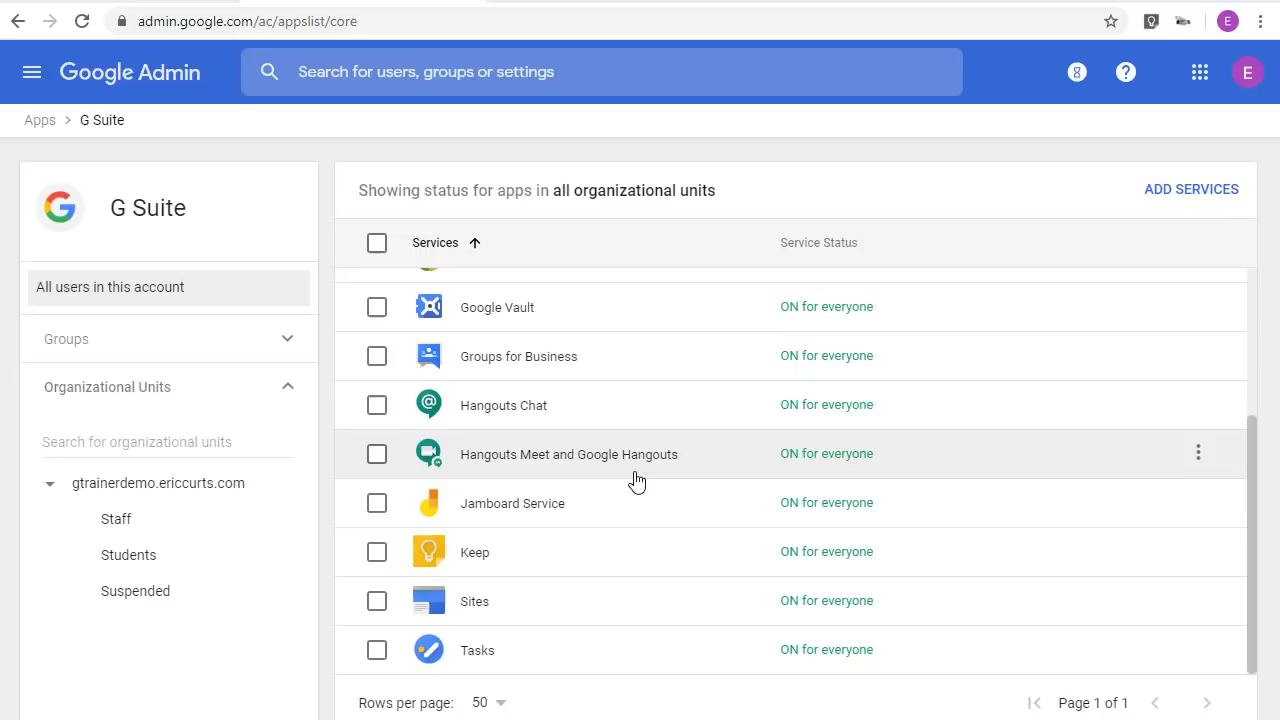 admin.google.com/ac/appslist/core
E
Google Admin
Search for users, groups or settings
8
?
E
Apps > G Suite
G Suite
All users in this account
Groups
Organizational Units
Search for organizational units
gtrainerdemo.ericcurts.com
Staff
Students
Suspended
Showing status for apps in all organizational units
ADD SERVICES
Services
Service Status
Google Vault
ON for everyone
Groups for Business
ON for everyone
Hangouts Chat
ON for everyone
Hangouts Meet and Google Hangouts
ON for everyone
Jamboard Service
ON for everyone
Keep
ON for everyone
Sites
ON for everyone
Tasks
ON for everyone
Rows per page: 50
Page 1 of 1